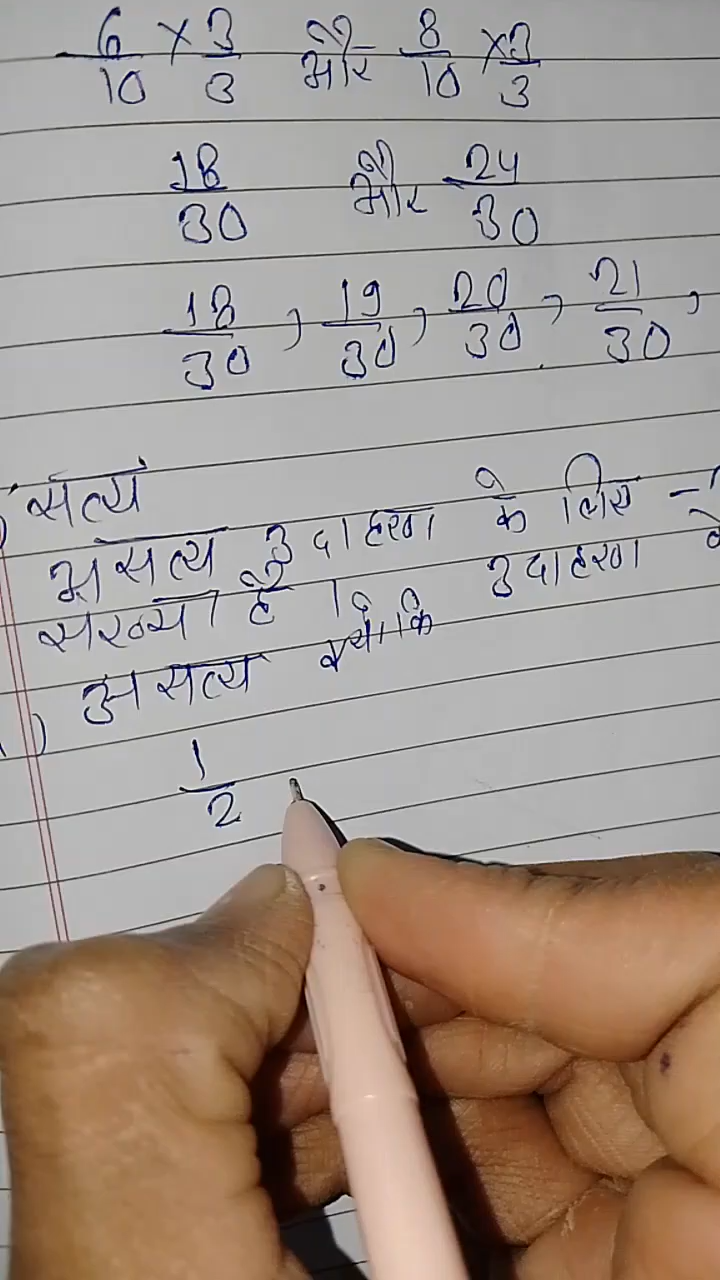 6/10 × 3/3 और 8/10 × 3/3
18/30 और 24/30
18/30 , 19/30 , 20/30 , 21/30 ,
) सत्य
असत्य उदाहरण के लिए -
संख्या है ।
) असत्य क्योंकि उदाहरण के
1/2